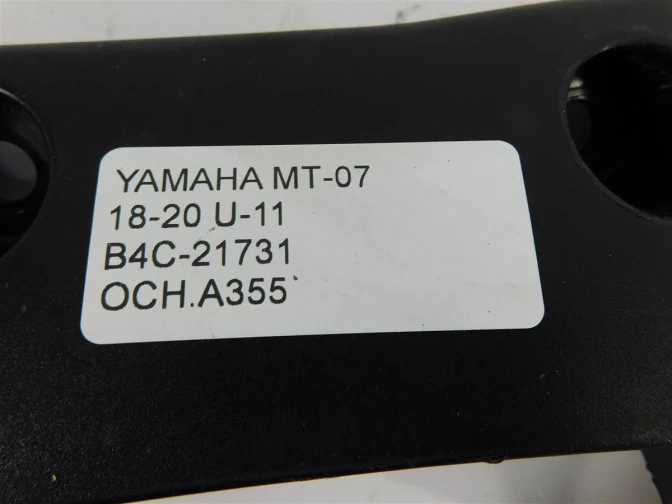 YAMAHA MT-07
18-20 U-11
B4C-21731
OCH.A355